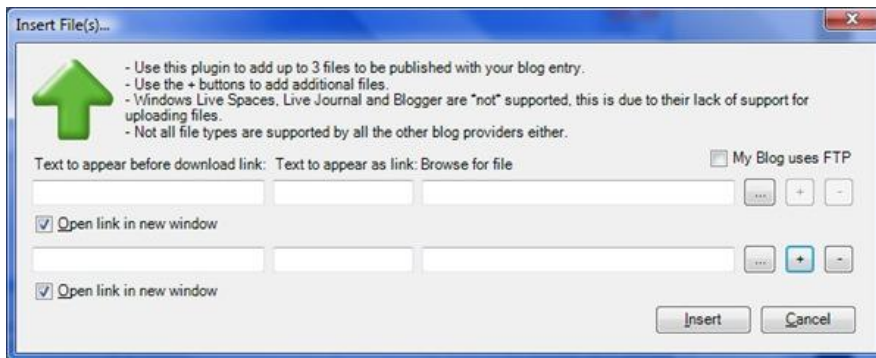 Insert File(s)...
- Use this plugin to add up to 3 files to be published with your blog entry.
- Use the + buttons to add additional files.
- Windows Live Spaces, Live Journal and Blogger are *not* supported, this is due to their lack of support for
uploading files.
- Not all file types are supported by all the other blog providers either.
My Blog uses FTP
Text to appear before download link: Text to appear as link: Browse for file
... + -
Open link in new window
... + -
Open link in new window
Insert Cancel